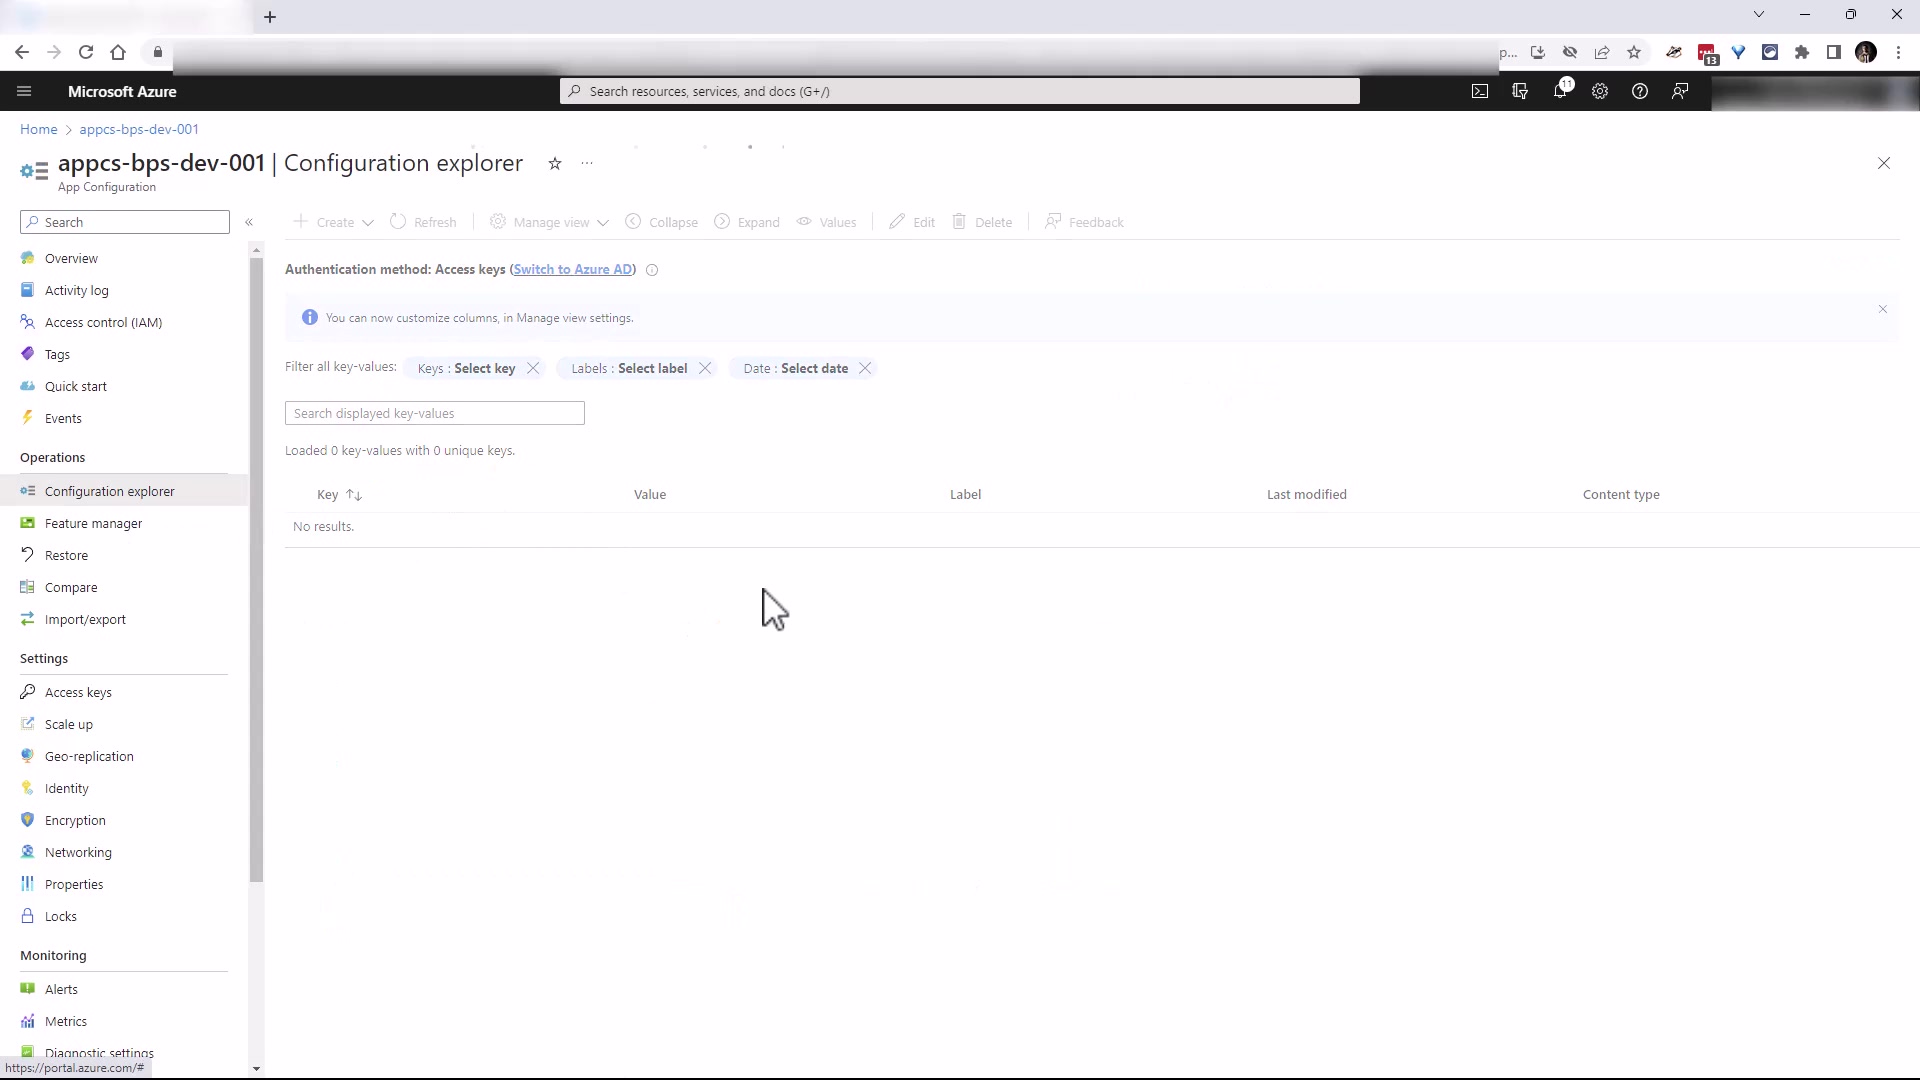 p...
13
Microsoft Azure
Search resources, services, and docs (G+/)
11
Home > appcs-bps-dev-001
appcs-bps-dev-001 | Configuration explorer
App Configuration
Search
Create
Refresh
Manage view
Collapse
Expand
Values
Edit
Delete
Feedback
Overview
Activity log
Access control (IAM)
Tags
Quick start
Events
Operations
Configuration explorer
Feature manager
Restore
Compare
Import/export
Settings
Access keys
Scale up
Geo-replication
Identity
Encryption
Networking
Properties
Locks
Monitoring
Alerts
Metrics
Diagnostic settings
https://portal.azure.com/#
Authentication method: Access keys (Switch to Azure AD)
You can now customize columns, in Manage view settings.
Filter all key-values:
Keys : Select key
Labels : Select label
Date : Select date
Search displayed key-values
Loaded 0 key-values with 0 unique keys.
Key
Value
Label
Last modified
Content type
No results.